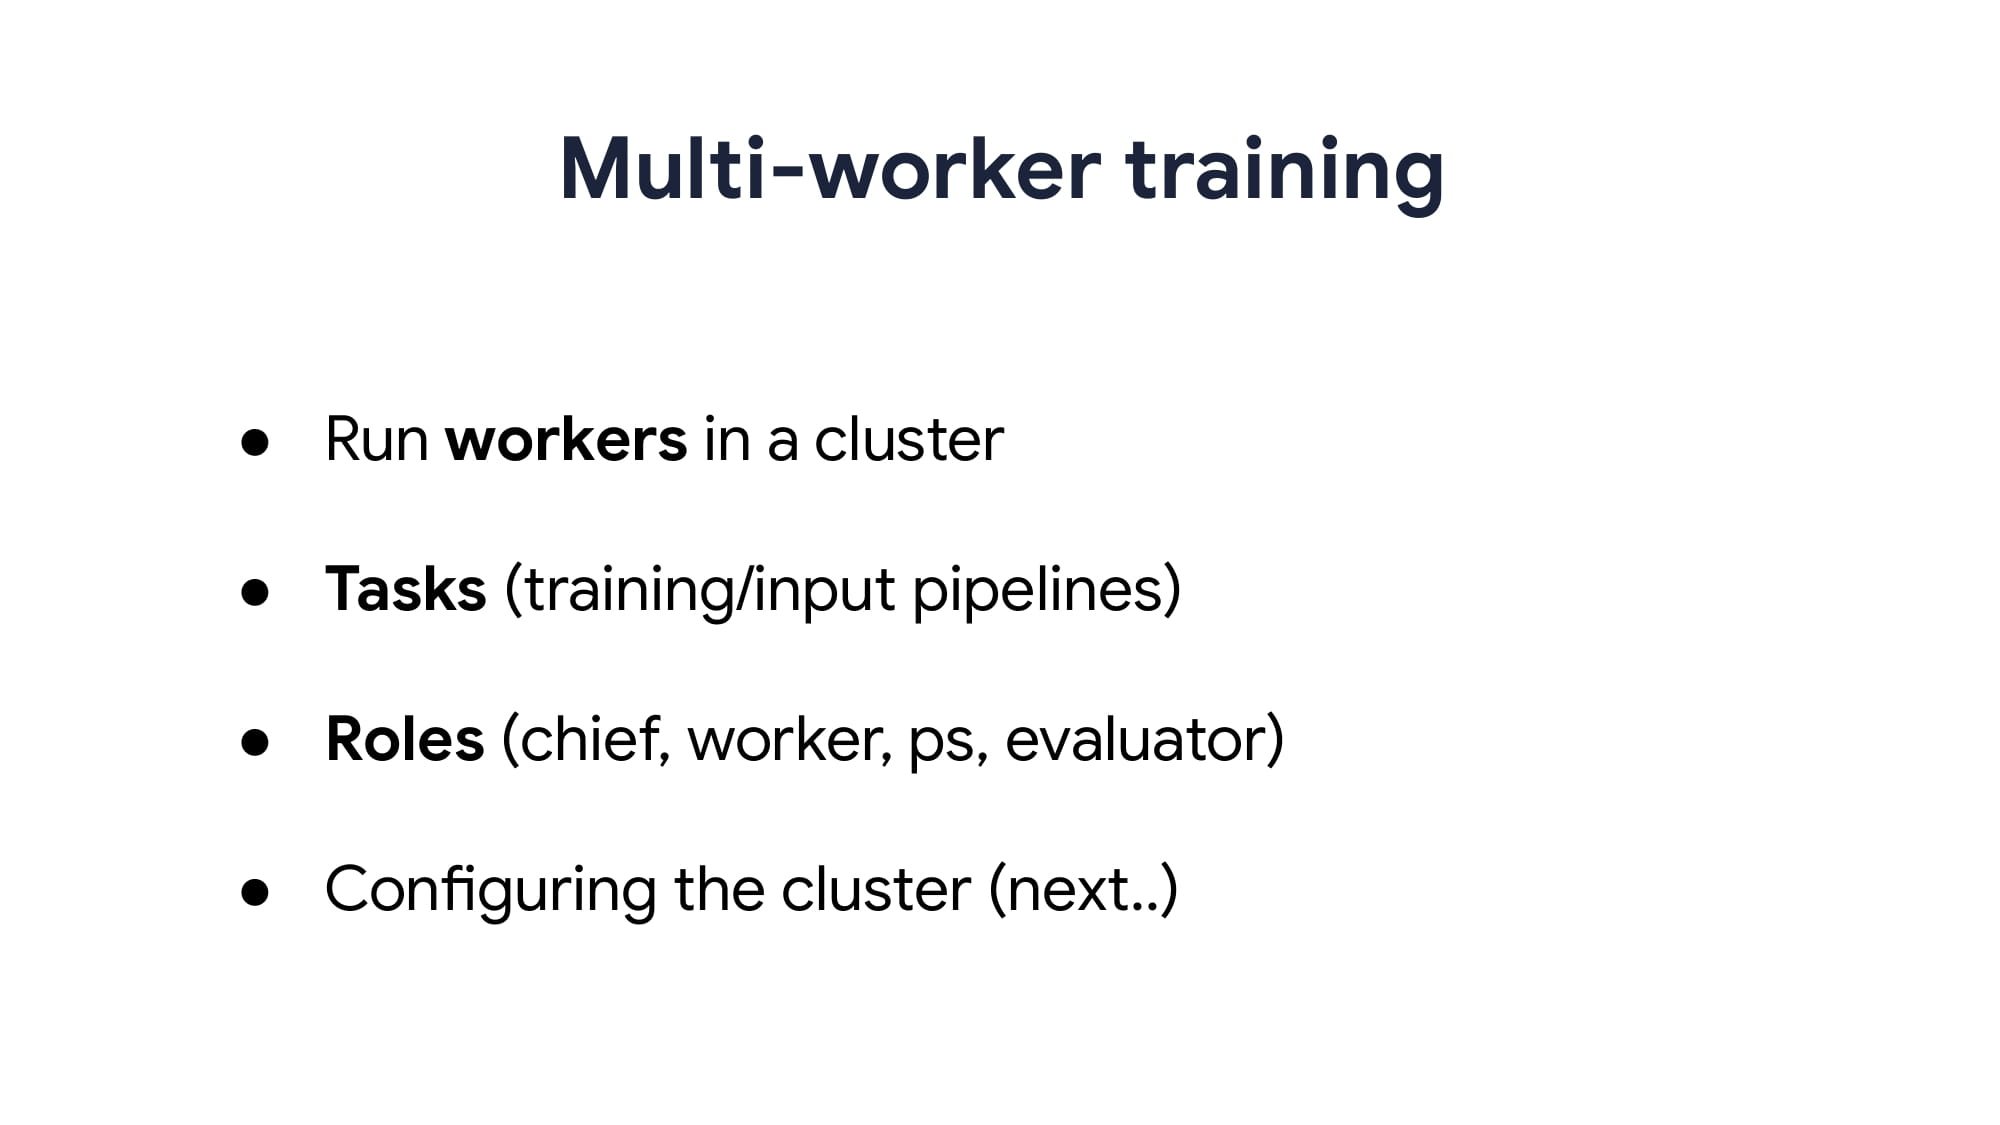 Multi-worker training
● Run workers in a cluster
● Tasks (training/input pipelines)
● Roles (chief, worker, ps, evaluator)
● Configuring the cluster (next..)